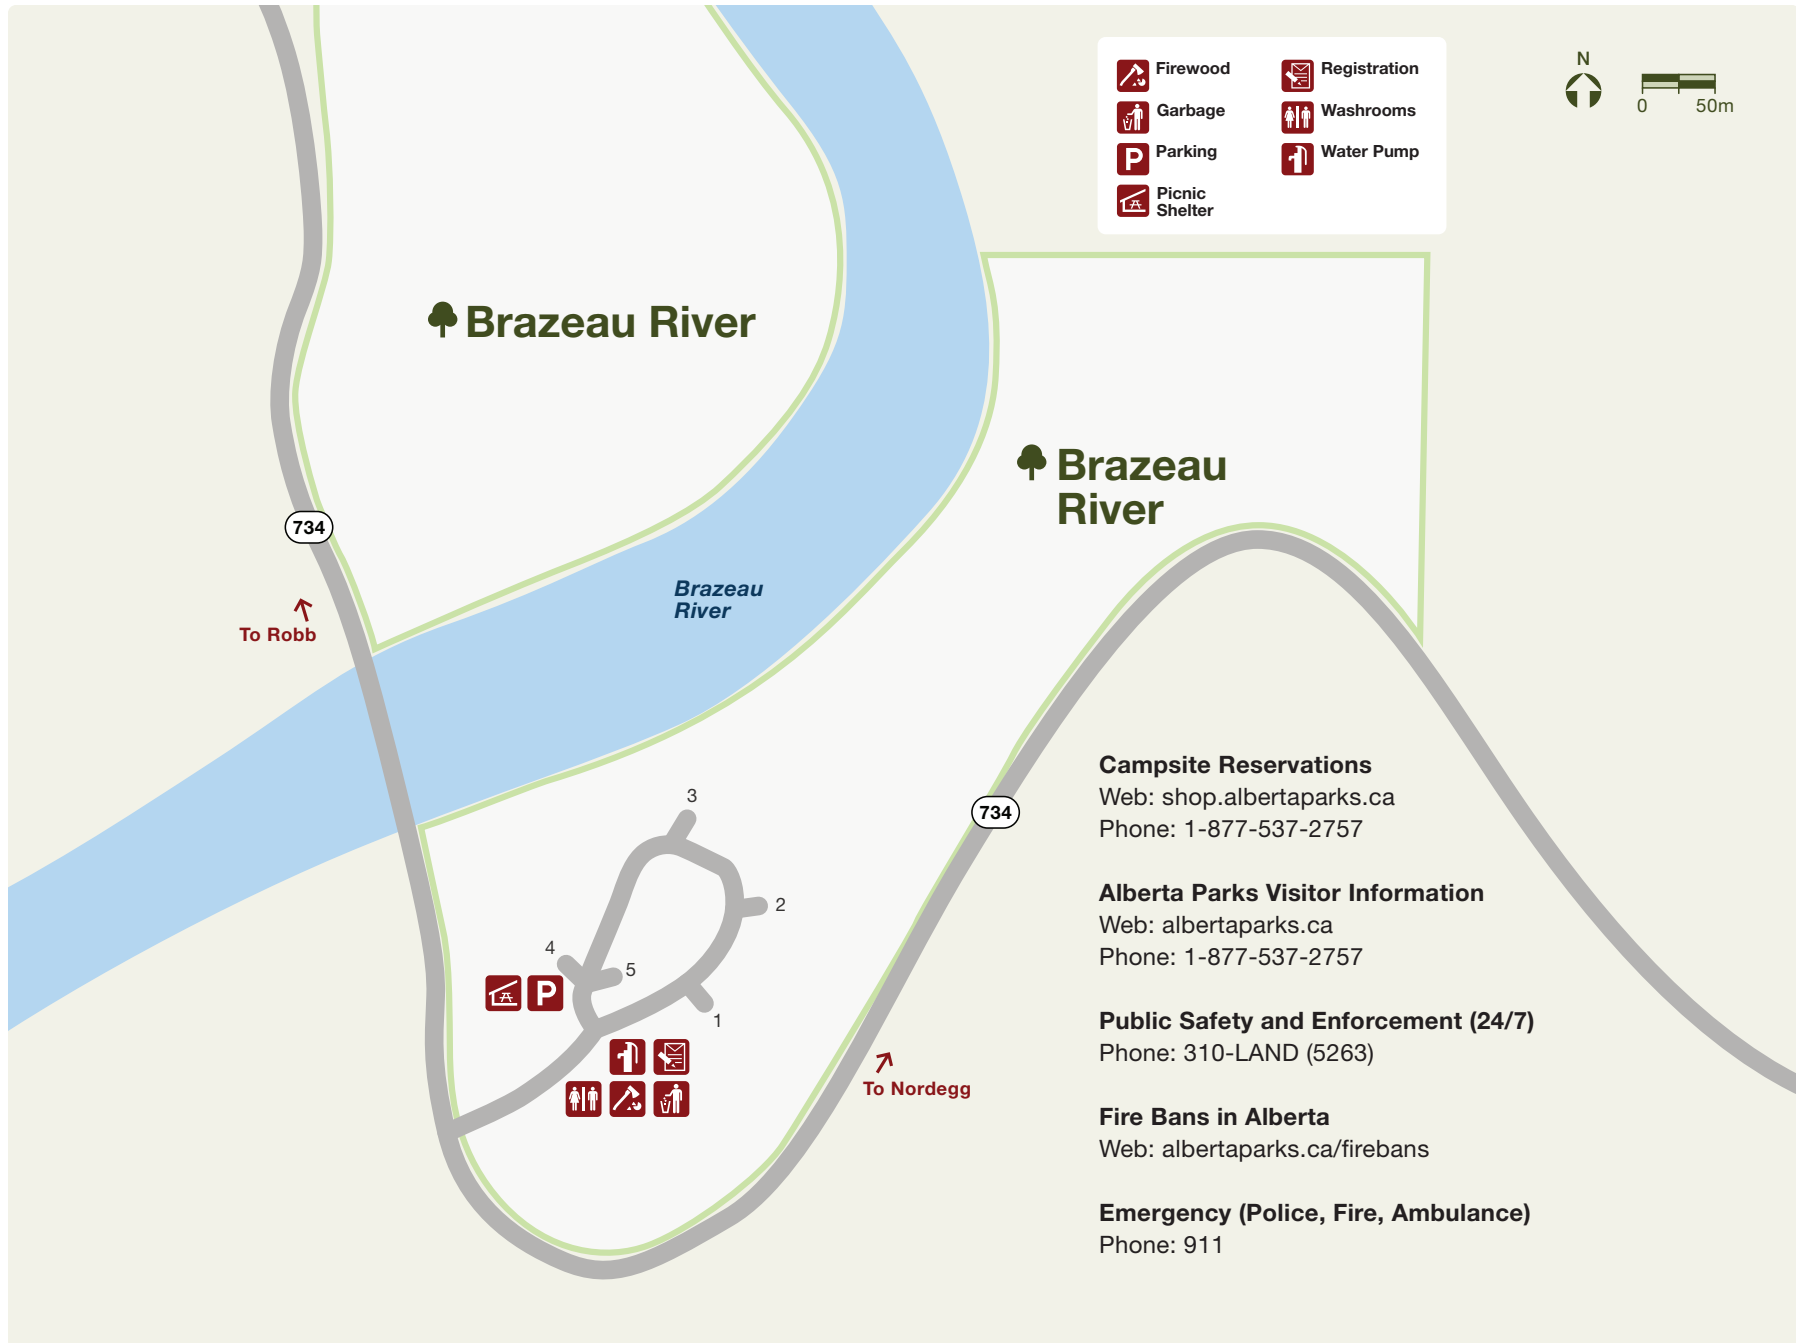 Firewood
Garbage
Parking
Picnic
Shelter
Registration
Washrooms
Water Pump
N
0 50m
P
Brazeau River
Brazeau
River
734
To Robb
Brazeau
River
3
2
4
5
1
P
734
To Nordegg
Campsite Reservations
Web: shop.albertaparks.ca
Phone: 1-877-537-2757
Alberta Parks Visitor Information
Web: albertaparks.ca
Phone: 1-877-537-2757
Public Safety and Enforcement (24/7)
Phone: 310-LAND (5263)
Fire Bans in Alberta
Web: albertaparks.ca/firebans
Emergency (Police, Fire, Ambulance)
Phone: 911